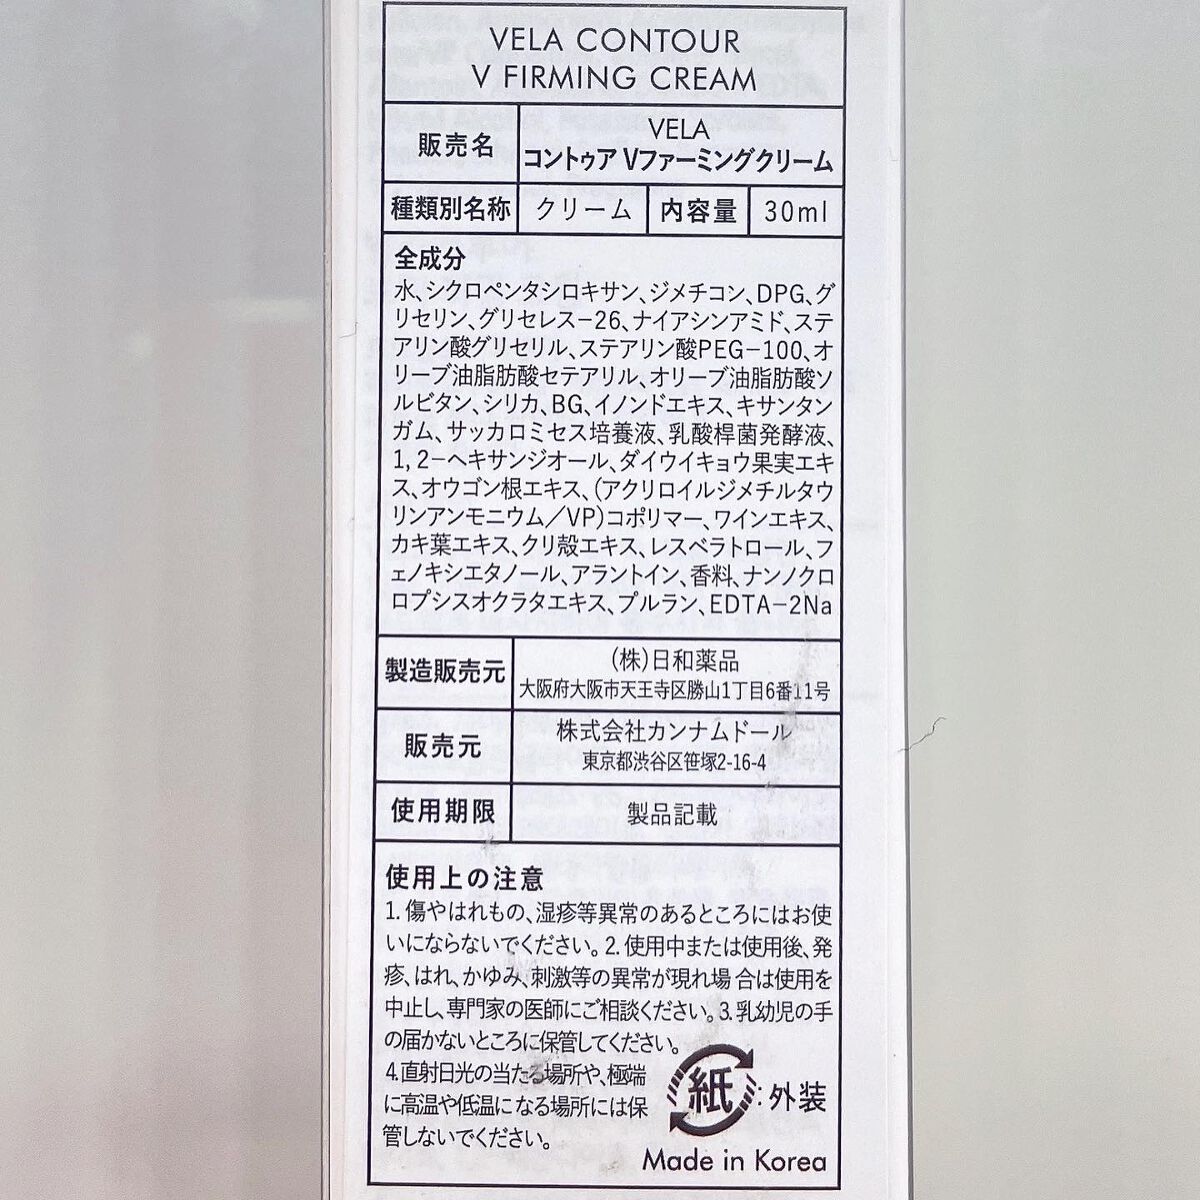 VELA CONTOUR
V FIRMING CREAM
販売名
VELA
コントゥア Vファーミングクリーム
種類別名称 クリーム 内容量 30ml
全成分
水、シクロペンタシロキサン、ジメチコン、DPG、グ
リセリン、グリセレス-26、ナイアシンアミド、ステ
アリン酸グリセリル、ステアリン酸PEG-100、オ
リーブ油脂肪酸セテアリル、オリーブ油脂肪酸ソ
ルビタン、シリカ、BG、イノンドエキス、キサンタン
ガム、サッカロミセス培養液、乳酸桿菌発酵液、
1, 2-ヘキサンジオール、ダイウイキョウ果実エキ
ス、オウゴン根エキス、(アクリロイルジメチルタウ
リンアンモニウム/VP)コポリマー、ワインエキス、
カキ葉エキス、クリ殻エキス、レスベラトロール、フ
ェノキシエタノール、アラントイン、香料、ナンノクロ
ロプシスオクラタエキス、プルラン、EDTA-2Na
製造販売元
(株)日和薬品
大阪府大阪市天王寺区勝山1丁目6番11号
販売元
株式会社カンナムドール
東京都渋谷区笹塚2-16-4
使用期限 製品記載
使用上の注意
1. 傷やはれもの、湿疹等異常のあるところにはお使
いにならないでください。2. 使用中または使用後、発
疹、はれ、かゆみ、刺激等の異常が現れ場 合は使用を
中止し、専門家の医師にご相談ください。3. 乳幼児の手
の届かないところに保管してください。
4. 直射日光の当たる場所や、極端
に高温や低温に なる場所には保
管しないでください。
紙 : 外装
Made in Korea